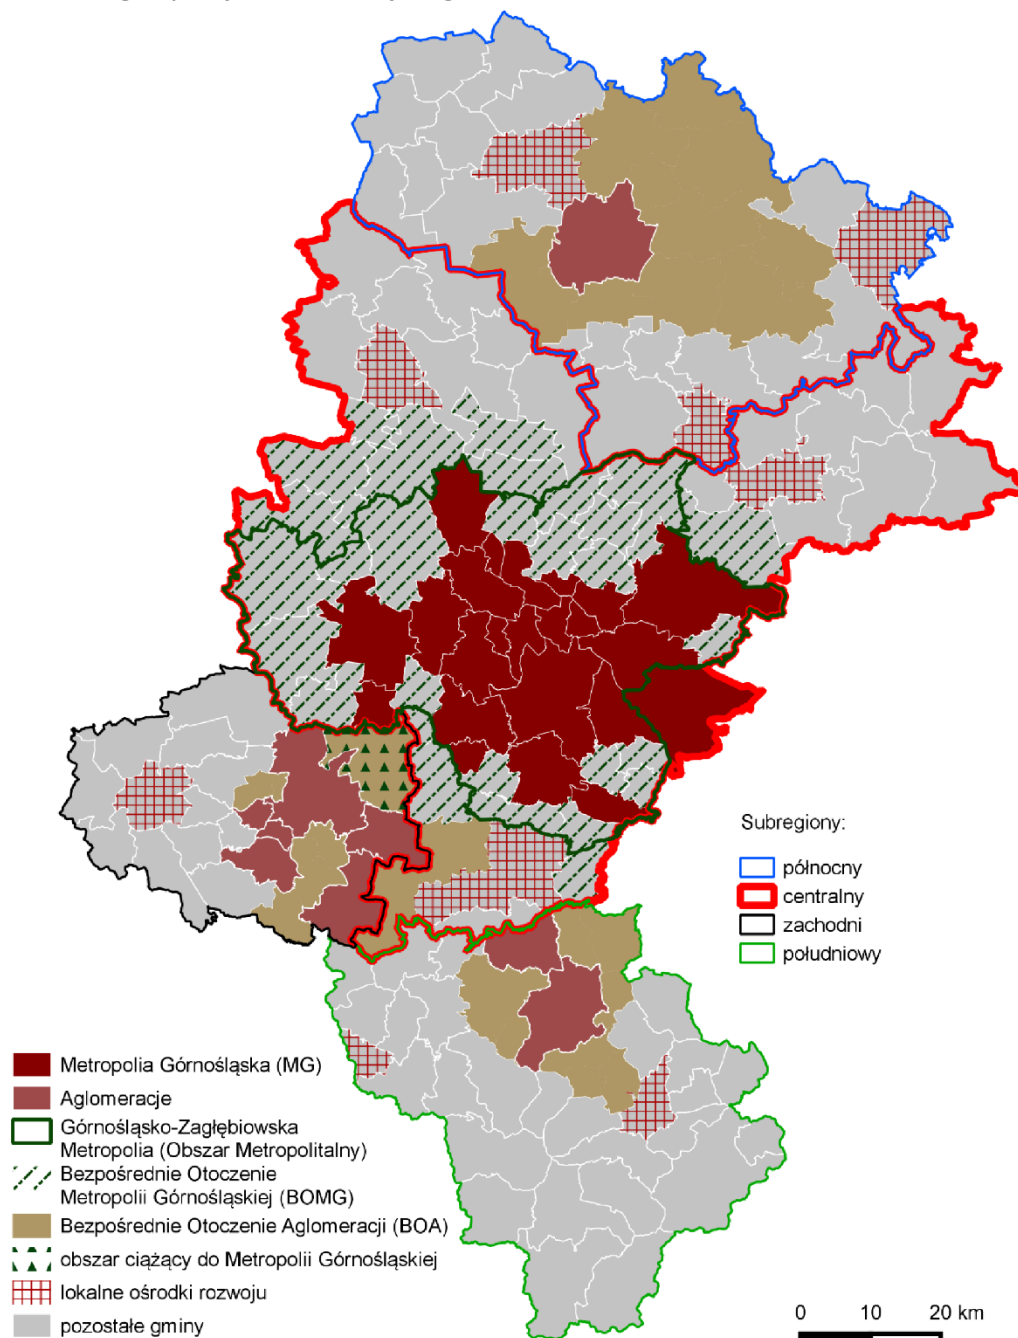 Subregiony:
północny
centralny
zachodni
południowy
Metropolia Górnośląska (MG)
Aglomeracje
Górnośląsko-Zagłębiowska
Metropolia (Obszar Metropolitalny)
Bezpośrednie Otoczenie
Metropolii Górnośląskiej (BOMG)
Bezpośrednie Otoczenie Aglomeracji (BOA)
obszar ciążący do Metropolii Górnośląskiej
lokalne ośrodki rozwoju
pozostałe gminy
0 10 20 km